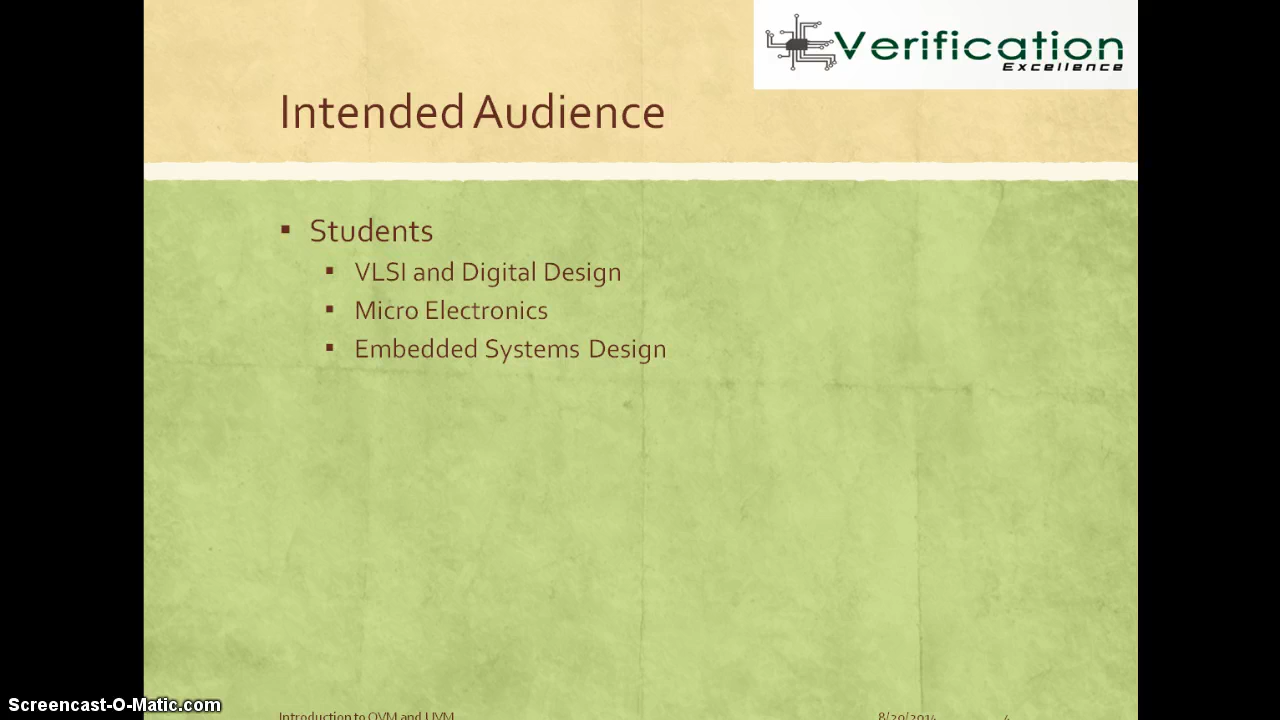 Verification
Excellence
Intended Audience
▪ Students
▪ VLSI and Digital Design
▪ Micro Electronics
▪ Embedded Systems Design
Introduction to OVM and UVM 8/20/2014 4
Screencast-O-Matic.com